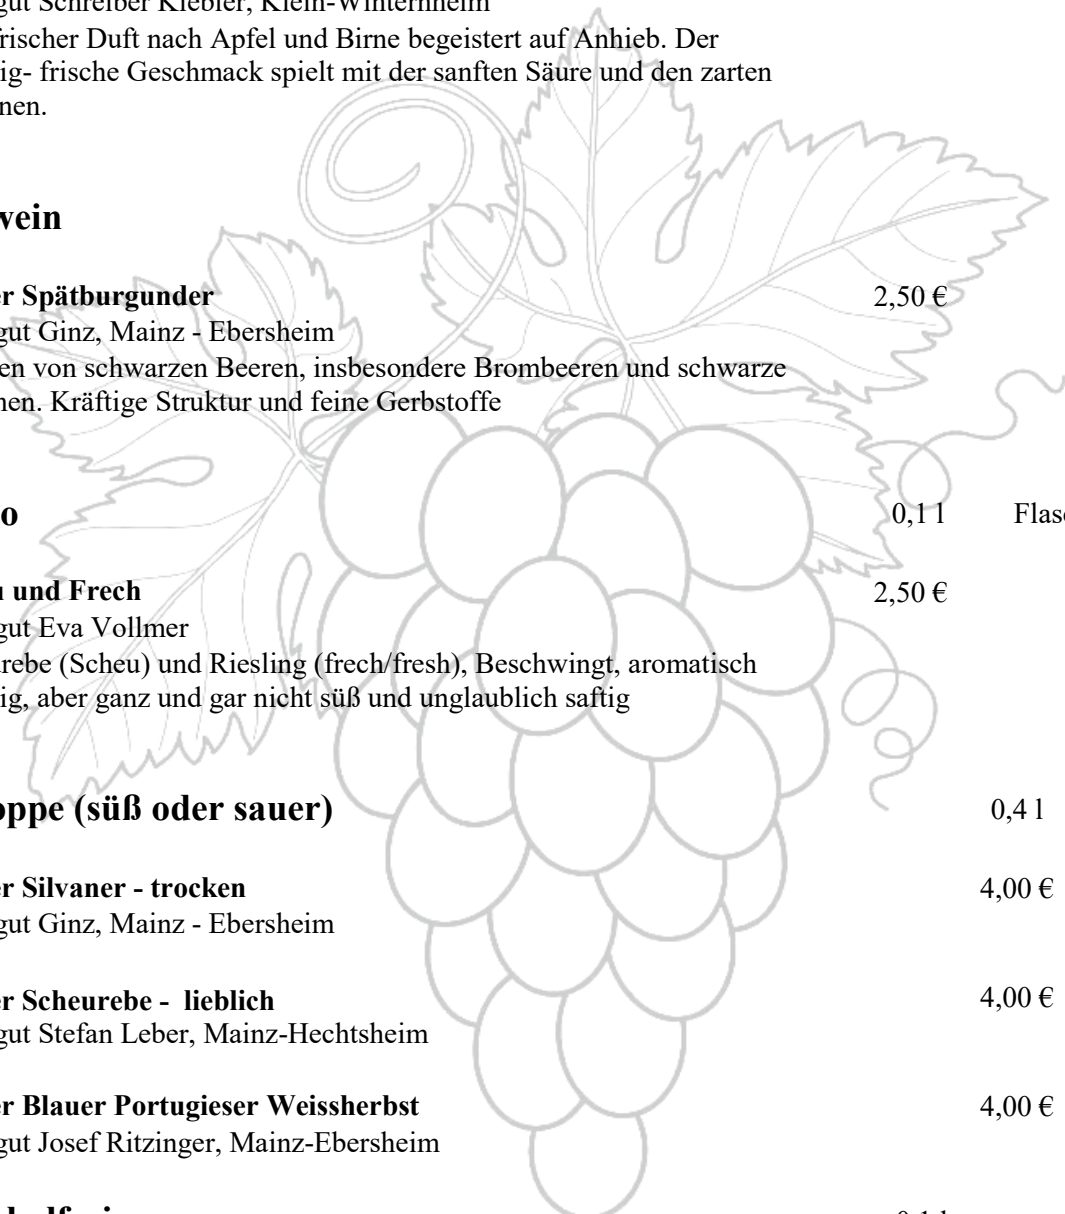 gut Schreiber Kiebler, Klein-Winternheim
rischer Duft nach Apfel und Birne begeistert auf Anhieb. Der
ig- frische Geschmack spielt mit der sanften Säure und den zarten
nen.
wein
er Spätburgunder 2,50 €
gut Ginz, Mainz - Ebersheim
en von schwarzen Beeren, insbesondere Brombeeren und schwarze
hen. Kräftige Struktur und feine Gerbstoffe
o 0,1 l Flas
u und Frech 2,50 €
gut Eva Vollmer
rebe (Scheu) und Riesling (frech/fresh), Beschwingt, aromatisch
ig, aber ganz und gar nicht süß und unglaublich saftig
oppe (süß oder sauer) 0,4 l
er Silvaner - trocken 4,00 €
gut Ginz, Mainz - Ebersheim
er Scheurebe - lieblich 4,00 €
gut Stefan Leber, Mainz-Hechtsheim
er Blauer Portugieser Weissherbst 4,00 €
gut Josef Ritzinger, Mainz-Ebersheim